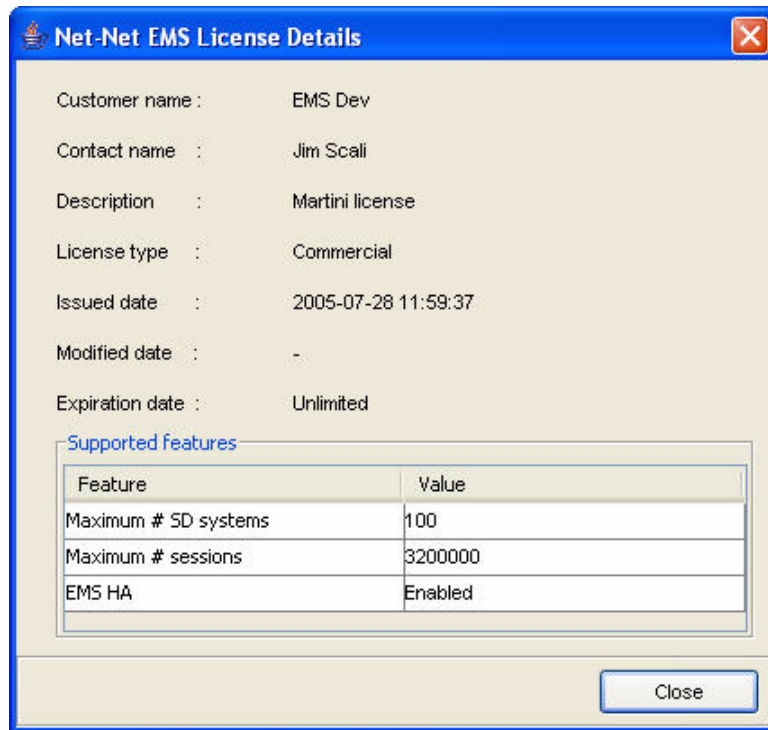 Net-Net EMS License Details
Customer name : EMS Dev
Contact name : Jim Scali
Description : Martini license
License type : Commercial
Issued date : 2005-07-28 11:59:37
Modified date : -
Expiration date : Unlimited
Supported features
Feature Value
Maximum # SD systems 100
Maximum # sessions 3200000
EMS HA Enabled
Close